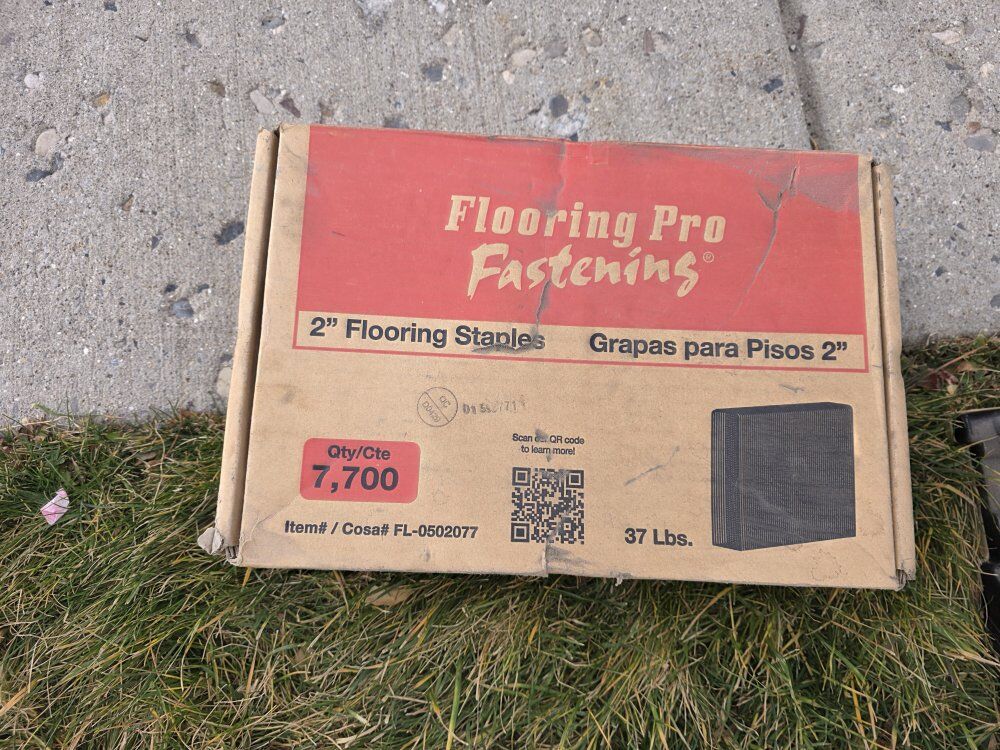 Flooring Pro
Fastening®
2” Flooring Staples
Grapas para Pisos 2”
QC
Scan our QR code
to learn more!
Qty/Cte
7,700
Item# / Cosa# FL-0502077
37 Lbs.